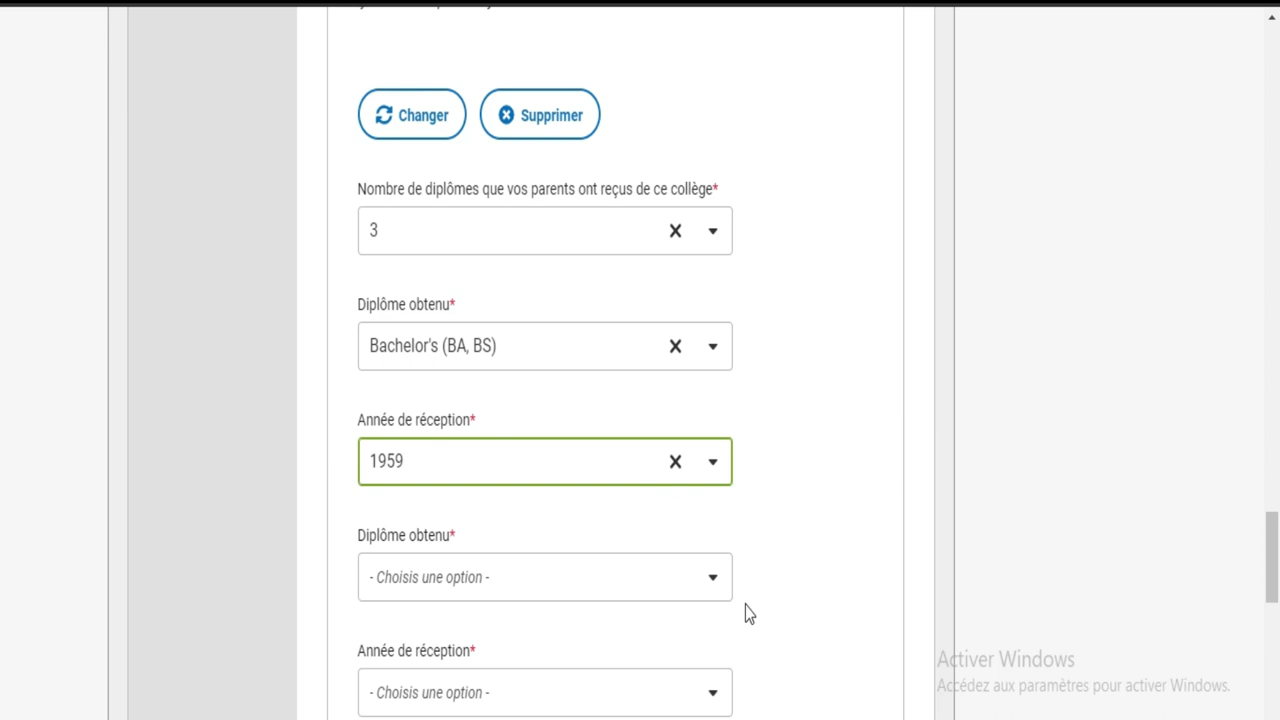 Changer
Supprimer
Nombre de diplômes que vos parents ont reçus de ce collège*
3
Diplôme obtenu*
Bachelor's (BA, BS)
Année de réception*
1959
Diplôme obtenu*
- Choisis une option -
Année de réception*
- Choisis une option -
Activer Windows
Accédez aux paramètres pour activer Windows.